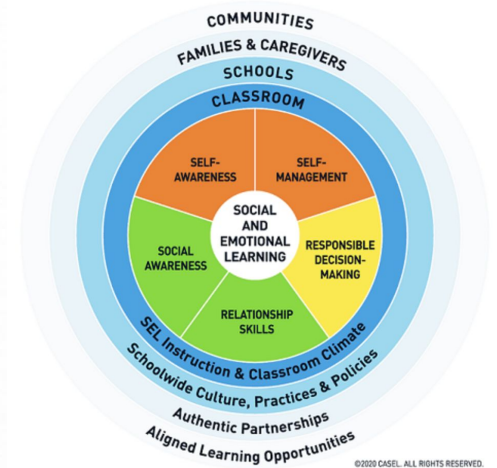 COMMUNITIES
FAMILIES & CAREGIVERS
SCHOOLS
CLASSROOM
SELF-
AWARENESS
SELF-
MANAGEMENT
SOCIAL
AND
EMOTIONAL
LEARNING
SOCIAL
AWARENESS
RESPONSIBLE
DECISION-
MAKING
RELATIONSHIP
SKILLS
SEL Instruction & Classroom Climate
Schoolwide Culture, Practices & Policies
Authentic Partnerships
Aligned Learning Opportunities
©2020 CASEL. ALL RIGHTS RESERVED.